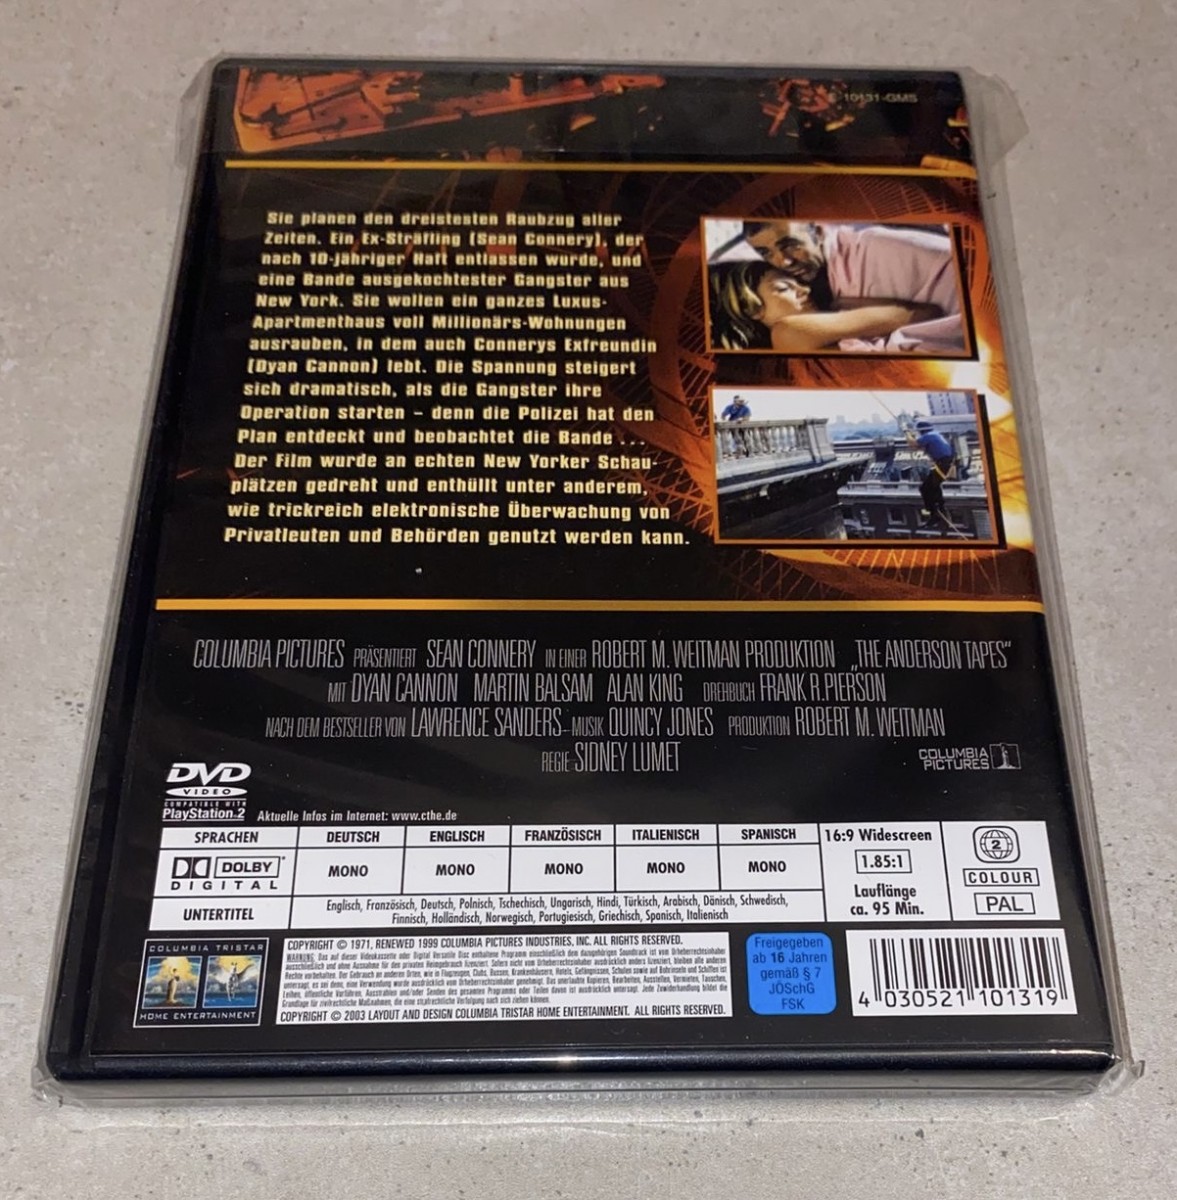 10131-GMS
Sie planen den dreistesten Raubzug aller
Zeiten. Ein Ex-Sträfling (Sean Connery), der
nach 10-jähriger Haft entlassen wurde, und
eine Bande ausgekochtester Gangster aus
New York. Sie wollen ein ganzes Luxus-
Apartmenthaus voll Millionärs-Wohnungen
ausrauben, in dem auch Connerys Exfreundin
(Dyan Cannon) lebt. Die Spannung steigert
sich dramatisch, als die Gangster ihre
Operation starten – denn die Polizei hat den
Plan entdeckt und beobachtet die Bande ...
Der Film wurde an echten New Yorker Schau-
plätzen gedreht und enthüllt unter anderem,
wie trickreich elektronische Überwachung von
Privatleuten und Behörden genutzt werden kann.
COLUMBIA PICTURES PRÄSENTIERT SEAN CONNERY IN EINER ROBERT M. WEITMAN PRODUKTION „THE ANDERSON TAPES“
MIT DYAN CANNON MARTIN BALSAM ALAN KING DREHBUCH FRANK R. PIERSON
NACH DEM BESTSELLER VON LAWRENCE SANDERS MUSIK QUINCY JONES PRODUKTION ROBERT M. WEITMAN
REGIE SIDNEY LUMET
COLUMBIA
PICTURES
DVD
VIDEO
COMPATIBLE WITH
PlayStation.2
Aktuelle Infos im Internet: www.cthe.de
SPRACHEN DEUTSCH ENGLISCH FRANZÖSISCH ITALIENISCH SPANISCH
DOLBY
DIGITAL
MONO MONO MONO MONO MONO
UNTERTITEL
Englisch, Französisch, Deutsch, Polnisch, Tschechisch, Ungarisch, Hindi, Türkisch, Arabisch, Dänisch, Schwedisch,
Finnisch, Holländisch, Norwegisch, Portugiesisch, Griechisch, Spanisch, Italienisch
16:9 Widescreen
1.85:1
Lauflänge
ca. 95 Min.
2
COLOUR
PAL
COLUMBIA TRISTAR
HOME ENTERTAINMENT
COPYRIGHT © 1971, RENEWED 1999 COLUMBIA PICTURES INDUSTRIES, INC. ALL RIGHTS RESERVED.
WARNUNG
COPYRIGHT © 2003 LAYOUT AND DESIGN COLUMBIA TRISTAR HOME ENTERTAINMENT. ALL RIGHTS RESERVED.
Freigegeben
ab 16 Jahren
gemäß § 7
JÖSchG
FSK
4 030521 101319